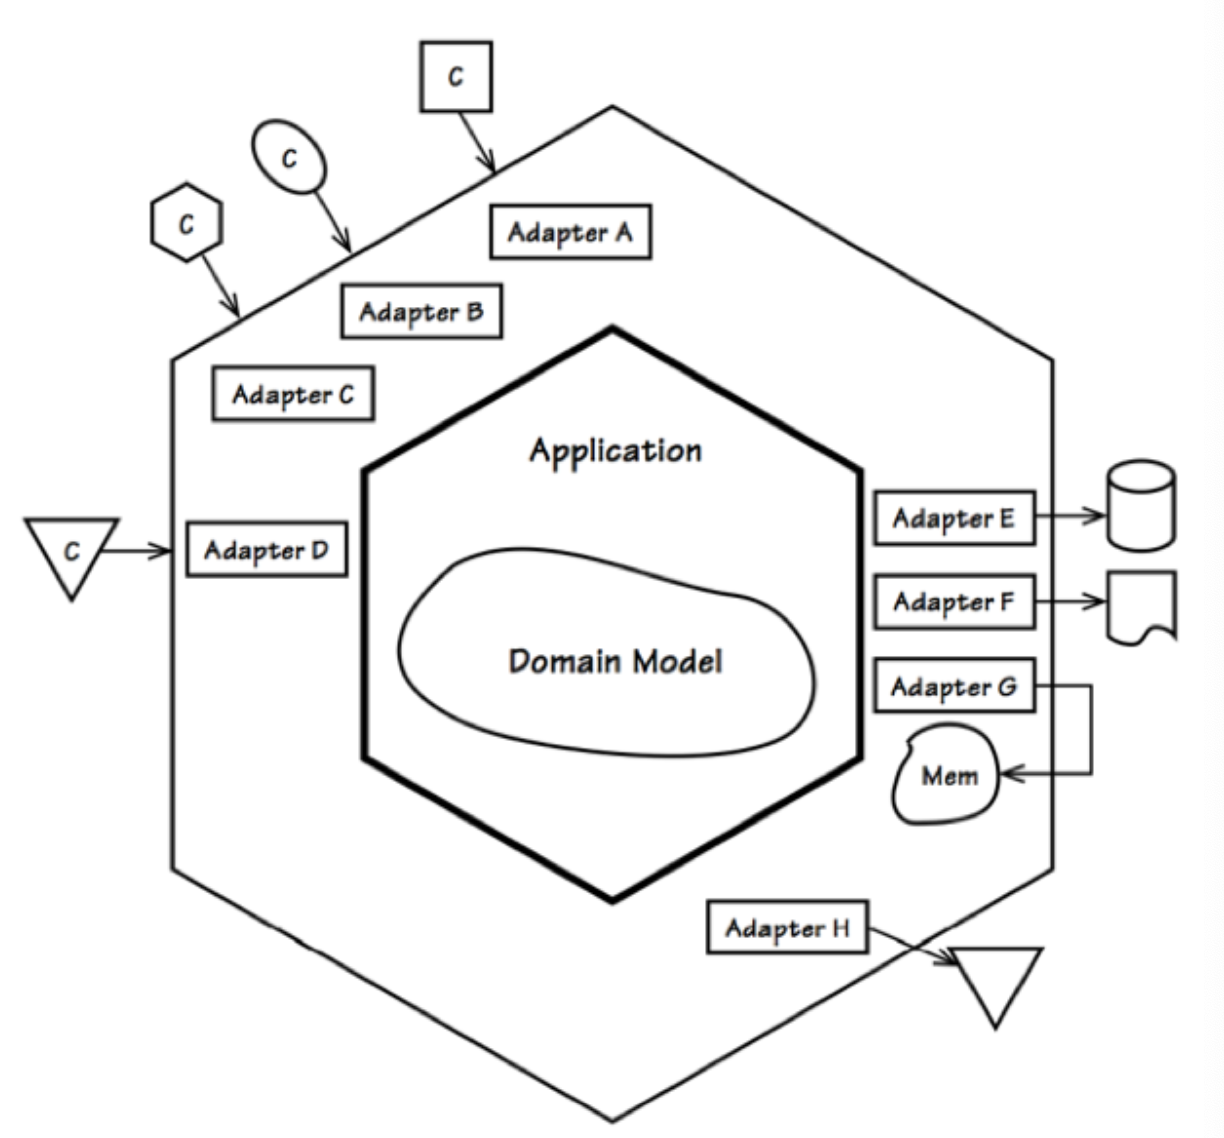 C
C
C
Adapter A
Adapter B
Adapter C
Application
C
Adapter D
Adapter E
Adapter F
Domain Model
Adapter G
Mem
Adapter H